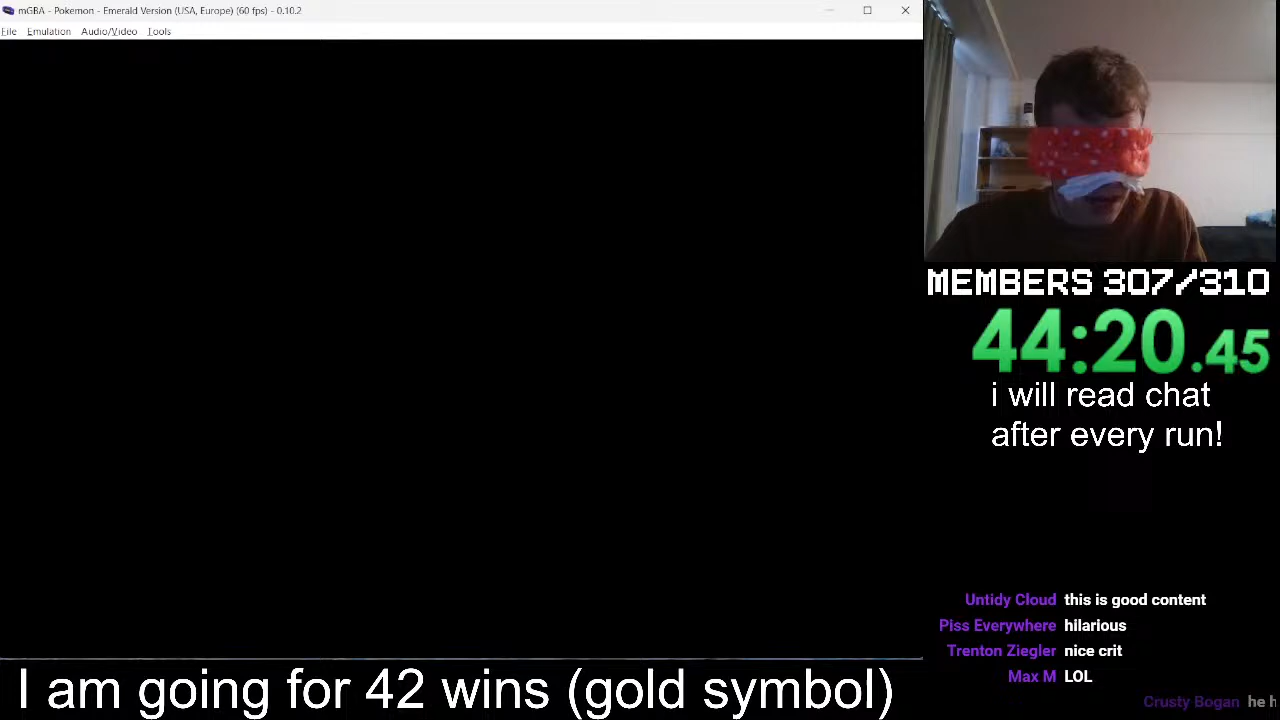 mGBA - Pokemon - Emerald Version (USA, Europe) (60 fps) - 0.10.2
File Emulation Audio/Video Tools
MEMBERS 307/310
44:20.45
i will read chat
after every run!
Untidy Cloud this is good content
Piss Everywhere hilarious
Trenton Ziegler nice crit
Max M LOL
Crusty Bogan he
I am going for 42 wins (gold symbol)